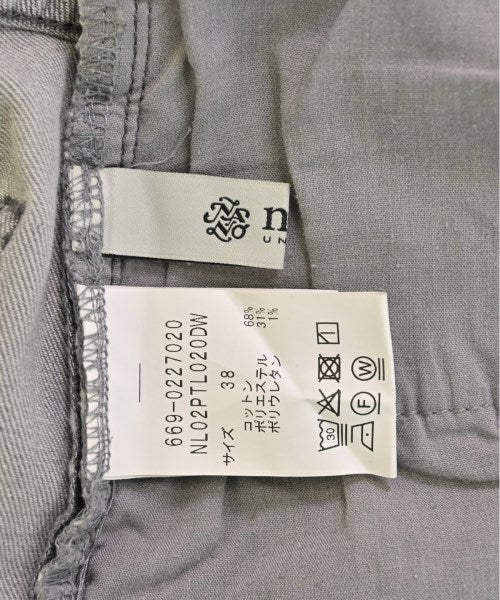 n
UN
669-0227020
NL02PTL020DW
サイズ 38
コットン 68%
ポリエステル 31%
ポリウレタン 1%
30
F
W